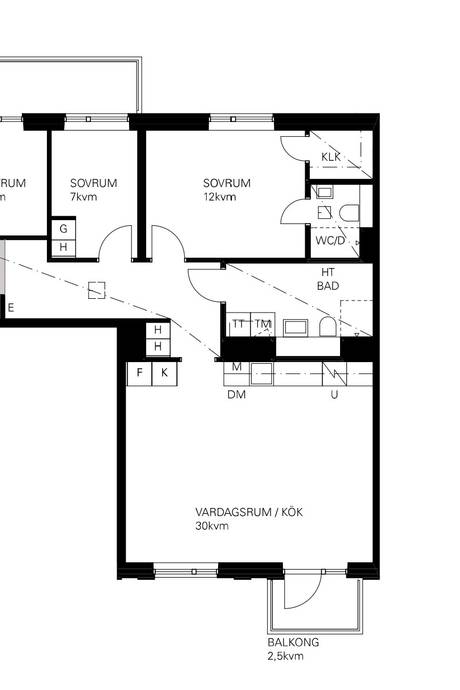 KLK
RUM
SOVRUM
7kvm
SOVRUM
12kvm
G
H
WC/D
HT
BAD
E
TT
TM
H
H
F
K
M
DM
U
VARDAGSRUM / KÖK
30kvm
BALKONG
2,5kvm